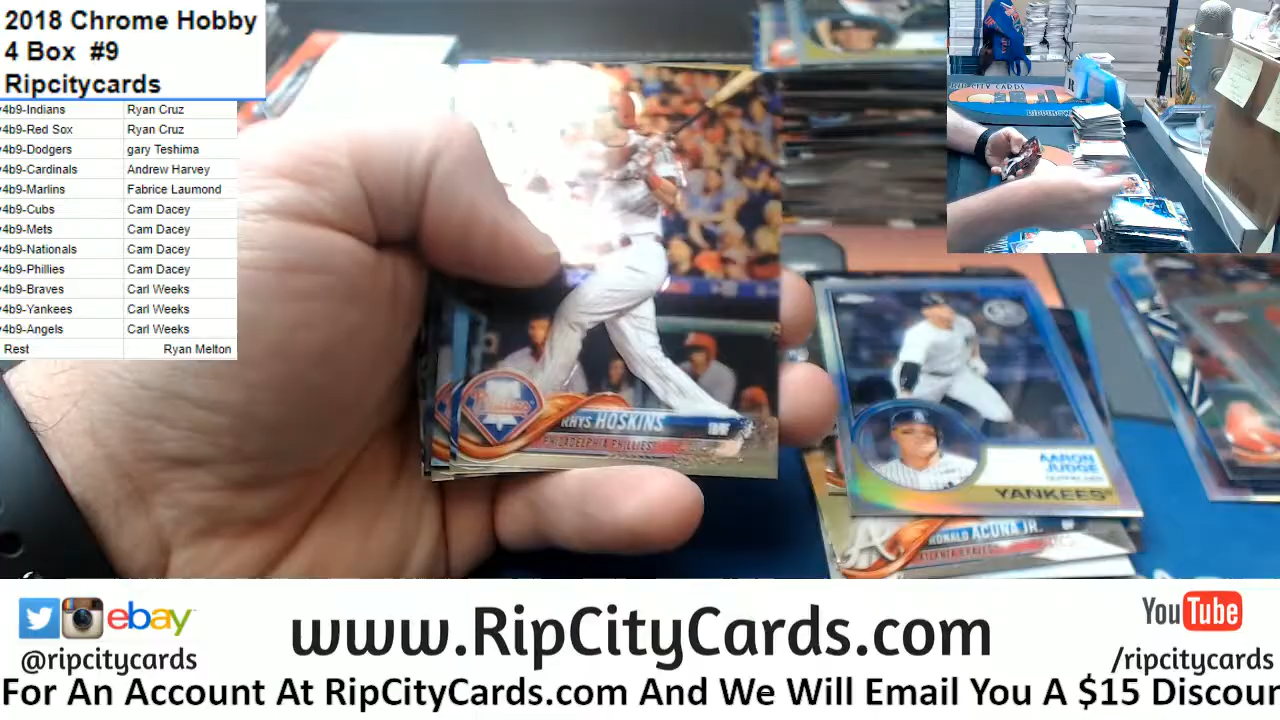 2018 Chrome Hobby
4 Box #9
Ripcitycards
4b9-Indians Ryan Cruz
4b9-Red Sox Ryan Cruz
4b9-Dodgers gary Teshima
4b9-Cardinals Andrew Harvey
4b9-Marlins Fabrice Laumond
4b9-Cubs Cam Dacey
4b9-Mets Cam Dacey
4b9-Nationals Cam Dacey
4b9-Phillies Cam Dacey
4b9-Braves Carl Weeks
4b9-Yankees Carl Weeks
4b9-Angels Carl Weeks
Rest Ryan Melton
RHYS HOSKINS
PHILADELPHIA PHILLIES
AARON
JUDGE
YANKEES
RONALD ACUÑA JR.
ATLANTA BRAVES
ebay
@ripcitycards
www.RipCityCards.com
YouTube
/ripcitycards
For An Account At RipCityCards.com And We Will Email You A $15 Discour